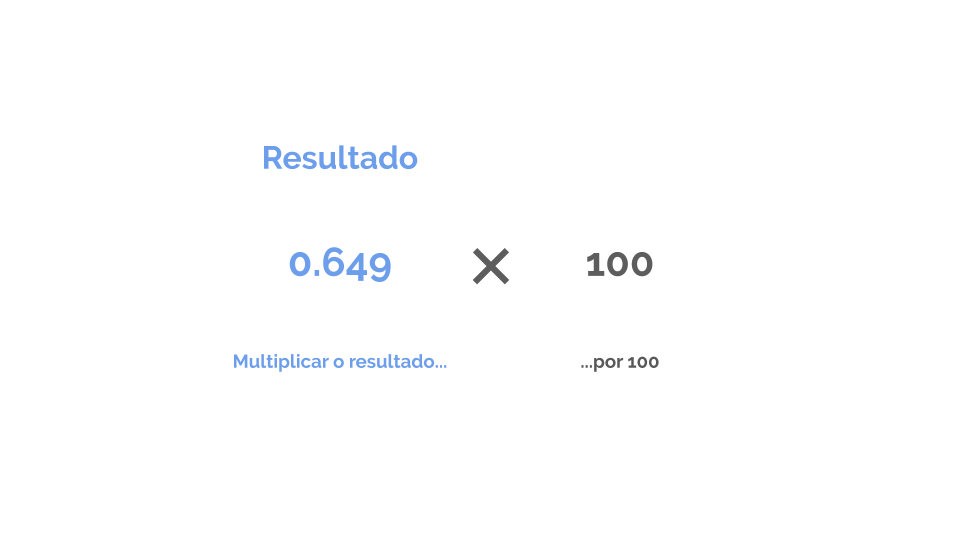 Resultado
0.649 × 100
Multiplicar o resultado... ...por 100